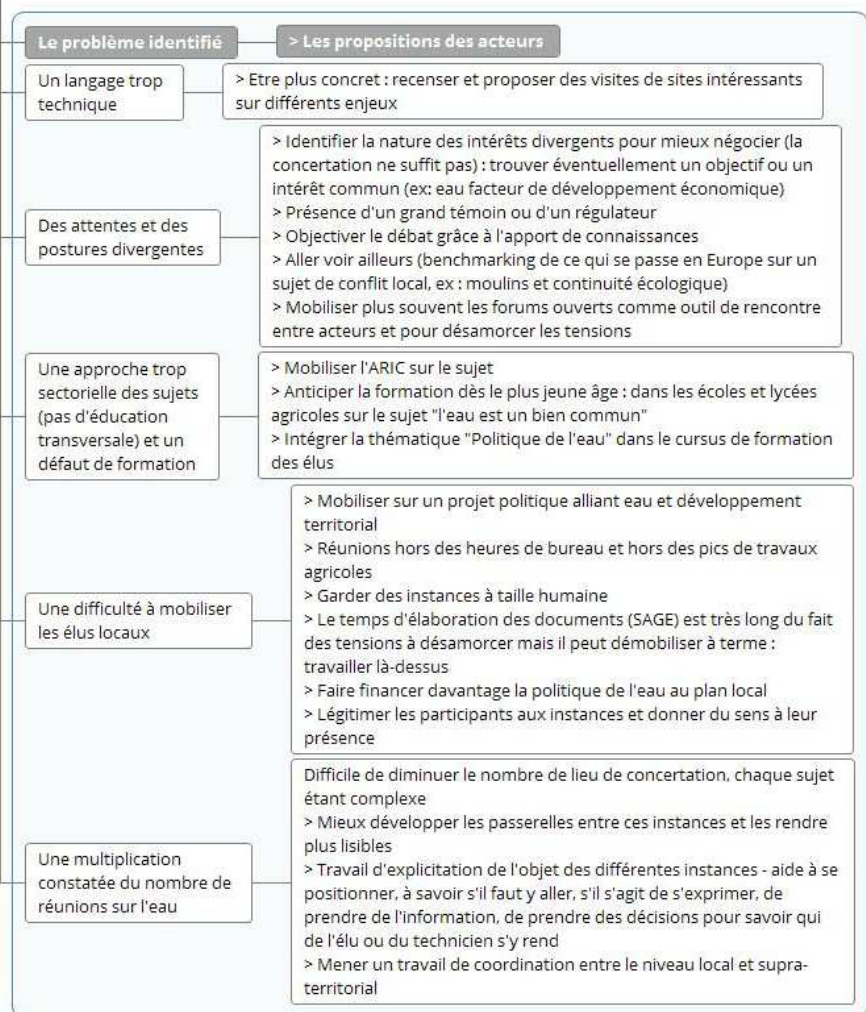 Le problème identifié
> Les propositions des acteurs
Un langage trop
technique
> Etre plus concret : recenser et proposer des visites de sites intéressants
sur différents enjeux
Des attentes et des
postures divergentes
> Identifier la nature des intérêts divergents pour mieux négocier (la
concertation ne suffit pas) : trouver éventuellement un objectif ou un
intérêt commun (ex: eau facteur de développement économique)
> Présence d'un grand témoin ou d'un régulateur
> Objectiver le débat grâce à l'apport de connaissances
> Aller voir ailleurs (benchmarking de ce qui se passe en Europe sur un
sujet de conflit local, ex : moulins et continuité écologique)
> Mobiliser plus souvent les forums ouverts comme outil de rencontre
entre acteurs et pour désamorcer les tensions
Une approche trop
sectorielle des sujets
(pas d'éducation
transversale) et un
défaut de formation
> Mobiliser l'ARIC sur le sujet
> Anticiper la formation dès le plus jeune âge : dans les écoles et lycées
agricoles sur le sujet "l'eau est un bien commun"
> Intégrer la thématique "Politique de l'eau" dans le cursus de formation
des élus
Une difficulté à mobiliser
les élus locaux
> Mobiliser sur un projet politique alliant eau et développement
territorial
> Réunions hors des heures de bureau et hors des pics de travaux
agricoles
> Garder des instances à taille humaine
> Le temps d'élaboration des documents (SAGE) est très long du fait
des tensions à désamorcer mais il peut démobiliser à terme :
travailler là-dessus
> Faire financer davantage la politique de l'eau au plan local
> Légitimer les participants aux instances et donner du sens à leur
présence
Une multiplication
constatée du nombre de
réunions sur l'eau
Difficile de diminuer le nombre de lieu de concertation, chaque sujet
étant complexe
> Mieux développer les passerelles entre ces instances et les rendre
plus lisibles
> Travail d'explicitation de l'objet des différentes instances - aide à se
positionner, à savoir s'il faut y aller, s'il s'agit de s'exprimer, de
prendre de l'information, de prendre des décisions pour savoir qui
de l'élu ou du technicien s'y rend
> Mener un travail de coordination entre le niveau local et supra-
territorial